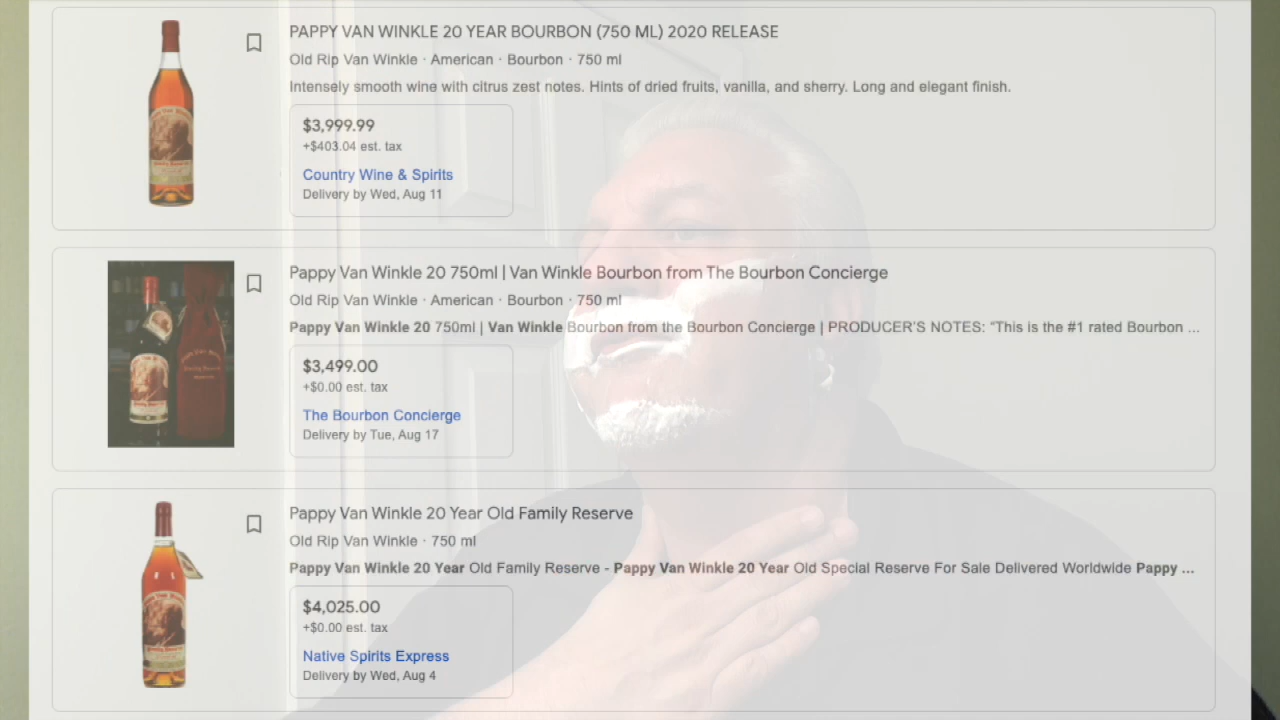 PAPPY VAN WINKLE 20 YEAR BOURBON (750 ML) 2020 RELEASE
Old Rip Van Winkle · American · Bourbon · 750 ml
Intensely smooth wine with citrus zest notes. Hints of dried fruits, vanilla, and sherry. Long and elegant finish.
$3,999.99
+$403.04 est. tax
Country Wine & Spirits
Delivery by Wed, Aug 11
Pappy Van Winkle 20 750ml | Van Winkle Bourbon from The Bourbon Concierge
Old Rip Van Winkle · American · Bourbon · 750 ml
Pappy Van Winkle 20 750ml | Van Winkle Bourbon from the Bourbon Concierge | PRODUCER'S NOTES: "This is the #1 rated Bourbon ...
$3,499.00
+$0.00 est. tax
The Bourbon Concierge
Delivery by Tue, Aug 17
Pappy Van Winkle 20 Year Old Family Reserve
Old Rip Van Winkle · 750 ml
Pappy Van Winkle 20 Year Old Family Reserve - Pappy Van Winkle 20 Year Old Special Reserve For Sale Delivered Worldwide Pappy ...
$4,025.00
+$0.00 est. tax
Native Spirits Express
Delivery by Wed, Aug 4